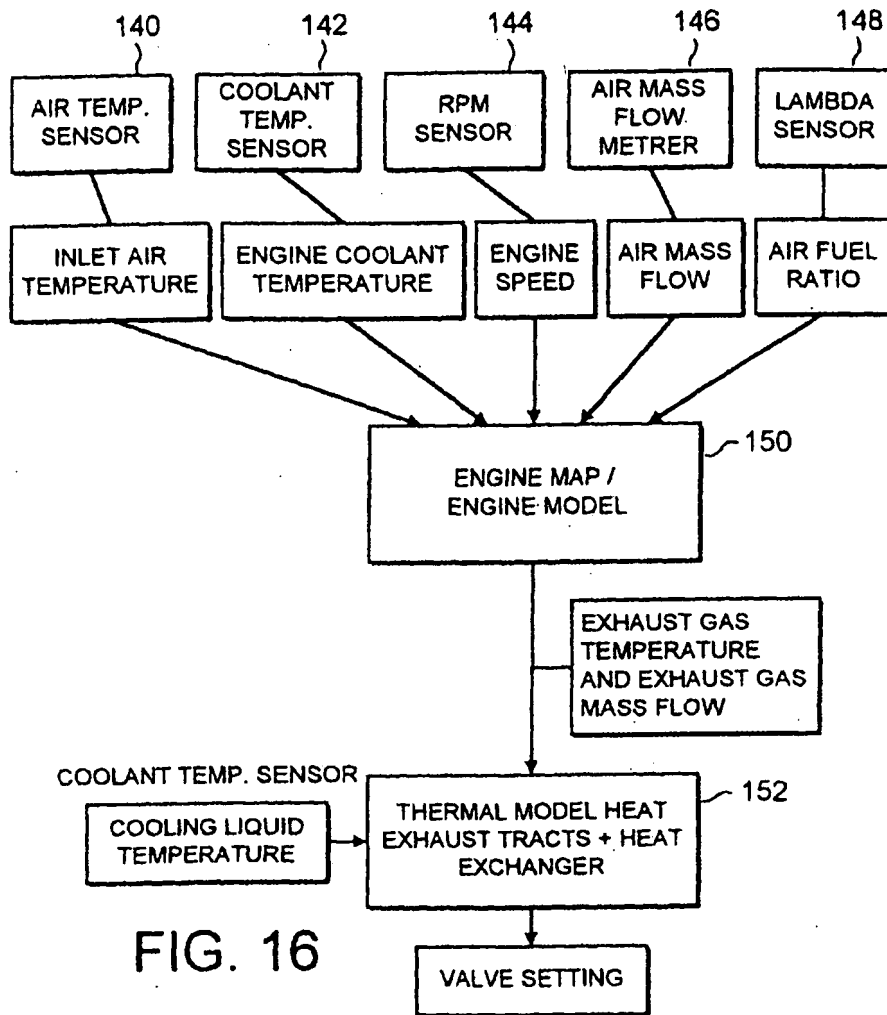 140
142
144
146
148
AIR TEMP.
SENSOR
COOLANT
TEMP.
SENSOR
RPM
SENSOR
AIR MASS
FLOW
METRER
LAMBDA
SENSOR
INLET AIR
TEMPERATURE
ENGINE COOLANT
TEMPERATURE
ENGINE
SPEED
AIR MASS
FLOW
AIR FUEL
RATIO
150
ENGINE MAP /
ENGINE MODEL
EXHAUST GAS
TEMPERATURE
AND EXHAUST GAS
MASS FLOW
COOLANT TEMP. SENSOR
COOLING LIQUID
TEMPERATURE
152
THERMAL MODEL HEAT
EXHAUST TRACTS + HEAT
EXCHANGER
FIG. 16
VALVE SETTING